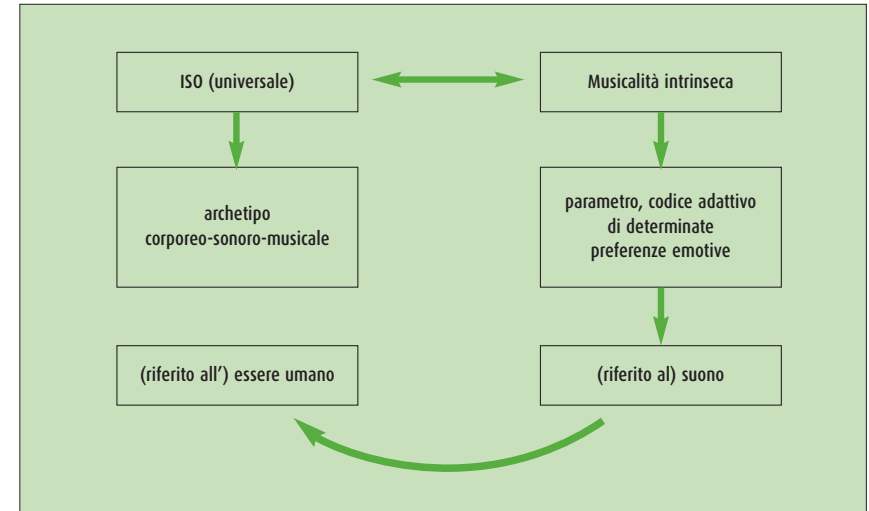 ISO (universale)
Musicalità intrinseca
archetipo
corporeo-sonoro-musicale
parametro, codice adattivo
di determinate
preferenze emotive
(riferito all’) essere umano
(riferito al) suono